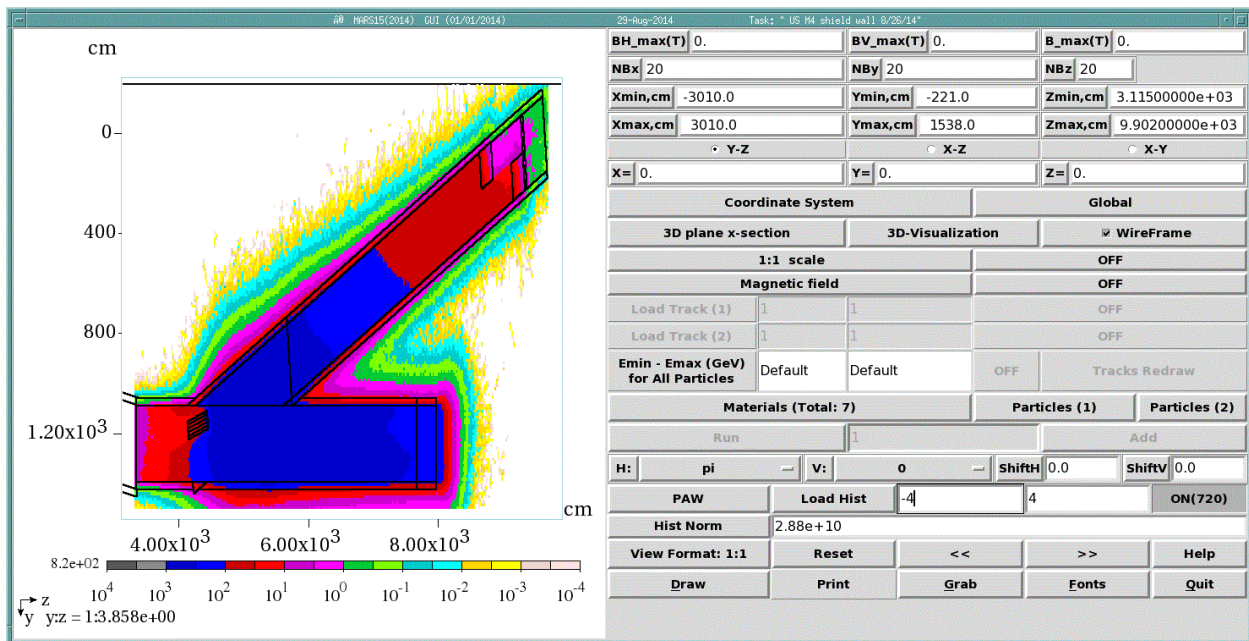 MARS15(2014) GUI (01/01/2014) 29-Aug-2014 Task: " US M4 shield wall 8/26/14"
cm
0
400
800
1.20x10³
cm
4.00x10³ 6.00x10³ 8.00x10³
8.2e+02
10⁴ 10³ 10² 10¹ 10⁰ 10⁻¹ 10⁻² 10⁻³ 10⁻⁴
z
y y:z = 1:3.858e+00
BH_max(T) 0. BV_max(T) 0. B_max(T) 0.
NBx 20 NBy 20 NBz 20
Xmin,cm -3010.0 Ymin,cm -221.0 Zmin,cm 3.11500000e+03
Xmax,cm 3010.0 Ymax,cm 1538.0 Zmax,cm 9.90200000e+03
Y-Z X-Z X-Y
X= 0. Y= 0. Z= 0.
Coordinate System Global
3D plane x-section 3D-Visualization WireFrame
1:1 scale OFF
Magnetic field OFF
Load Track (1) 1 1 OFF
Load Track (2) 1 1 OFF
Emin - Emax (GeV)
for All Particles Default Default OFF Tracks Redraw
Materials (Total: 7) Particles (1) Particles (2)
Run 1 Add
H: pi V: 0 ShiftH 0.0 ShiftV 0.0
PAW Load Hist -4 4 ON(720)
Hist Norm 2.88e+10
View Format: 1:1 Reset << >> Help
Draw Print Grab Fonts Quit